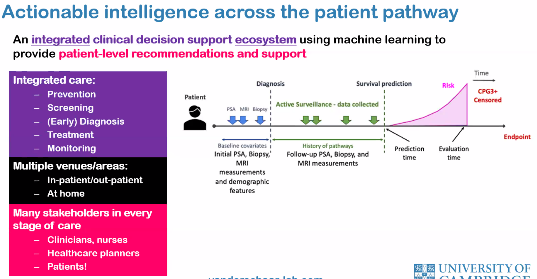 Actionable intelligence across the patient pathway
An integrated clinical decision support ecosystem using machine learning to
provide patient-level recommendations and support
Integrated care:
– Prevention
– Screening
– (Early) Diagnosis
– Treatment
– Monitoring
Multiple venues/areas:
– In-patient/out-patient
– At home
Many stakeholders in every
stage of care
– Clinicians, nurses
– Healthcare planners
– Patients!
Patient
Diagnosis
PSA MRI Biopsy
Active Surveillance - data collected
Survival prediction
Risk
Time
CPG3+
Censored
Endpoint
Baseline covariates
Initial PSA, Biopsy,
MRI
measurements
and demographic
features
History of pathways
Follow-up PSA, Biopsy, and
MRI measurements
Prediction
time
Evaluation
time
UNIVERSITY OF
CAMBRIDGE